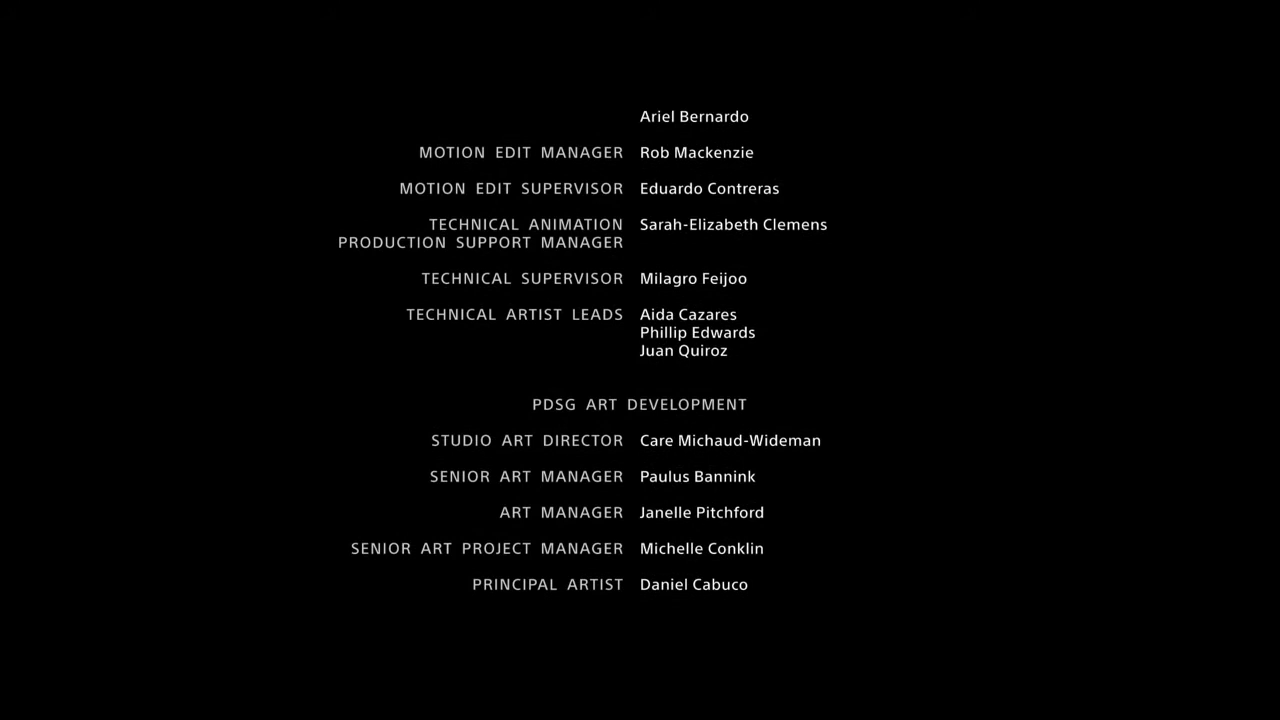 Ariel Bernardo
MOTION EDIT MANAGER Rob Mackenzie
MOTION EDIT SUPERVISOR Eduardo Contreras
TECHNICAL ANIMATION Sarah-Elizabeth Clemens
PRODUCTION SUPPORT MANAGER
TECHNICAL SUPERVISOR Milagro Feijoo
TECHNICAL ARTIST LEADS Aida Cazares
Phillip Edwards
Juan Quiroz
PDSG ART DEVELOPMENT
STUDIO ART DIRECTOR Care Michaud-Wideman
SENIOR ART MANAGER Paulus Bannink
ART MANAGER Janelle Pitchford
SENIOR ART PROJECT MANAGER Michelle Conklin
PRINCIPAL ARTIST Daniel Cabuco